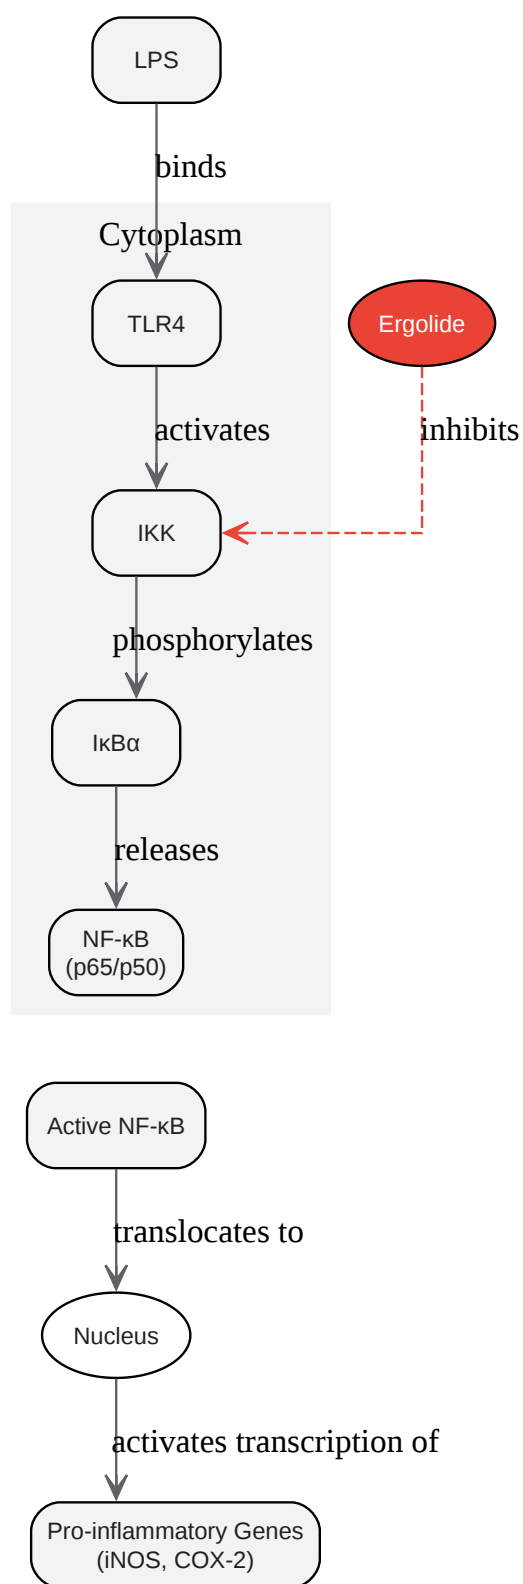 LPS
binds
Cytoplasm
TLR4
Ergolide
activates
inhibits
IKK
phosphorylates
IκBα
releases
NF-κB
(p65/p50)
Active NF-κB
translocates to
Nucleus
activates transcription of
Pro-inflammatory Genes
(iNOS, COX-2)